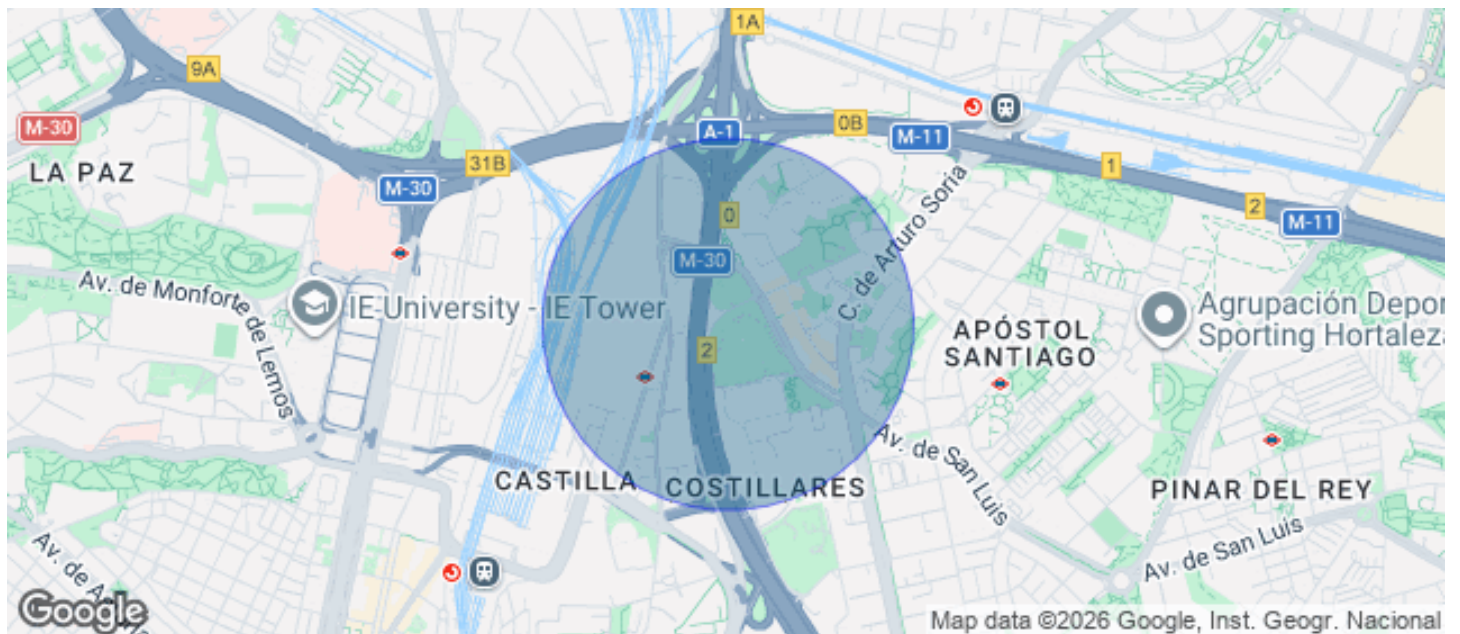 1A
9A
M-30
LA PAZ
31B
M-30
A-1
0B
M-11
1
2
M-11
0
M-30
C. de Arturo Soria
Av. de Monforte de Lemos
IE University - IE Tower
2
APÓSTOL
SANTIAGO
Agrupación Depor
Sporting Hortaleza
CASTILLA
COSTILLARES
Av. de San Luis
PINAR DEL REY
Av. de San Luis
Google
Map data ©2026 Google, Inst. Geogr. Nacional